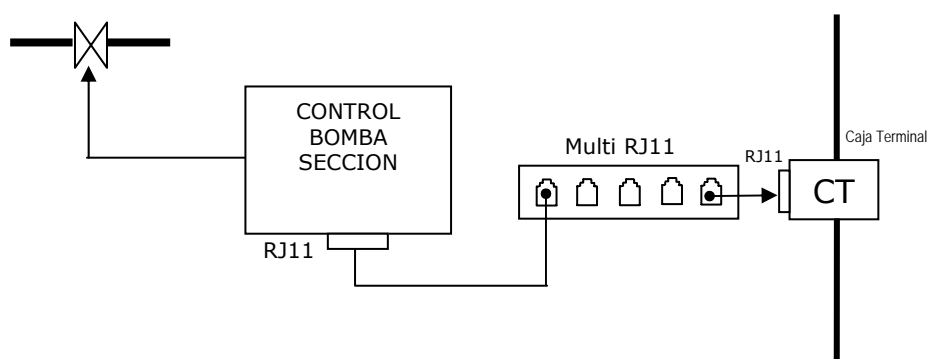 CONTROL
BOMBA
SECCION
RJ11
Multi RJ11
RJ11
Caja Terminal
CT